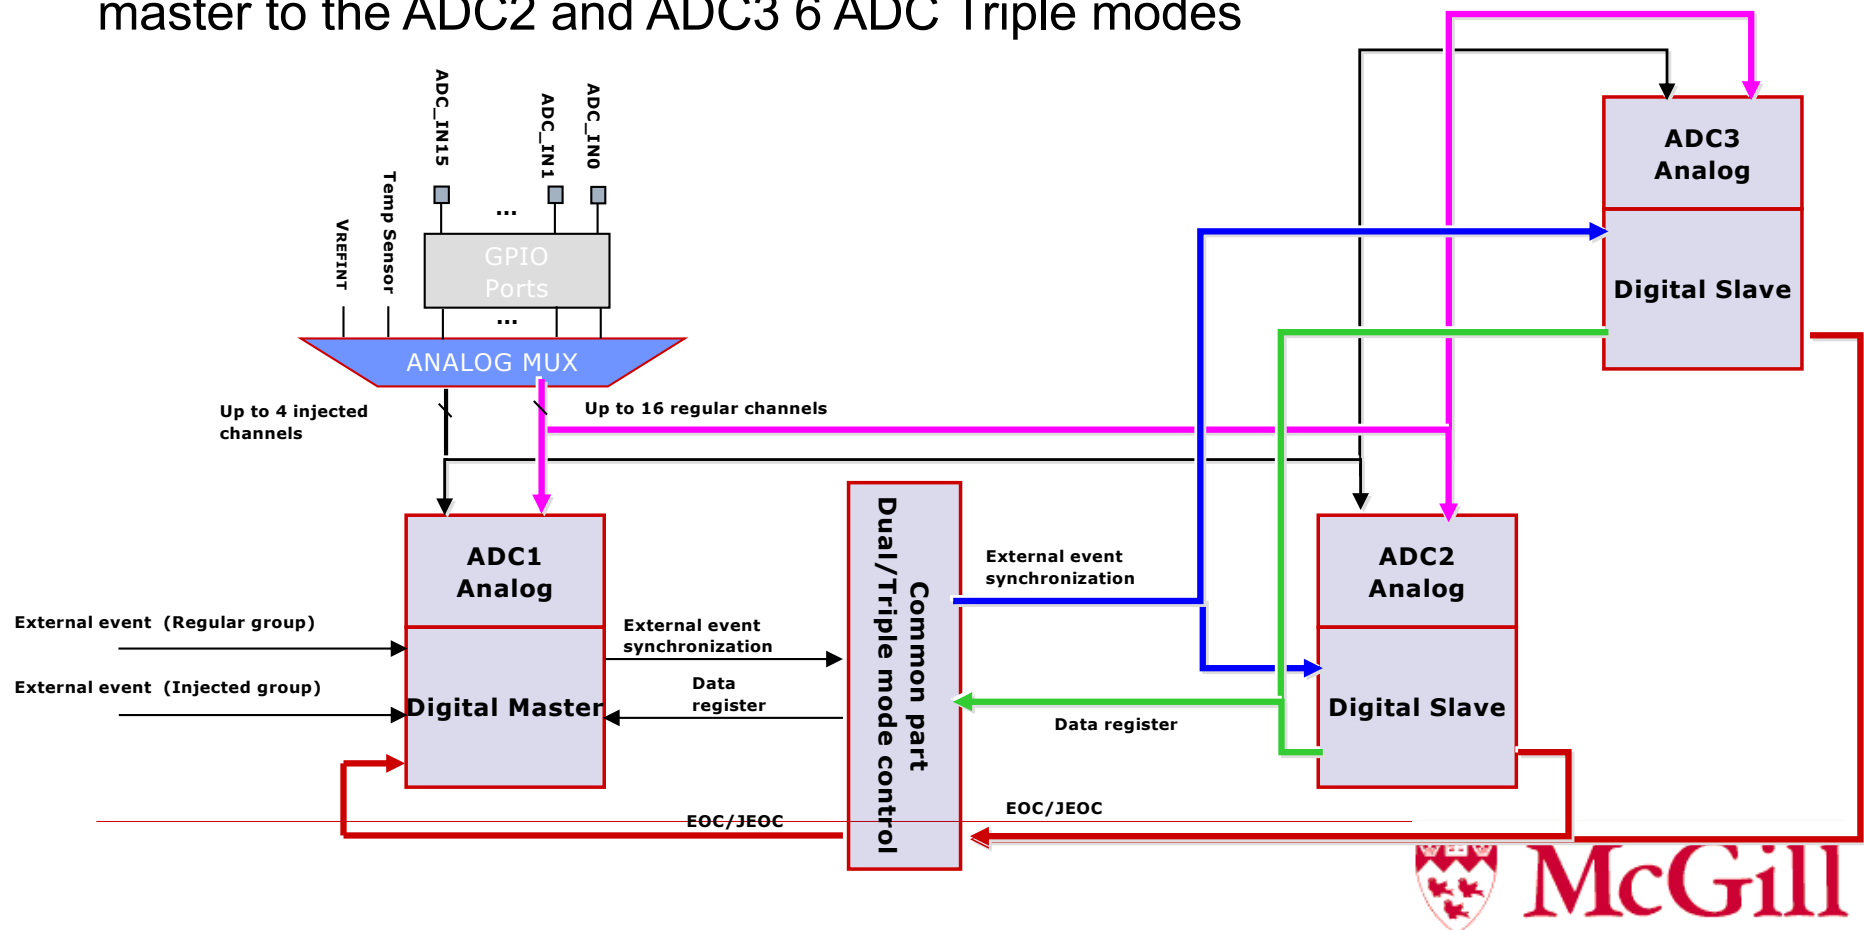 master to the ADC2 and ADC3 6 ADC Triple modes
ADC_IN15
ADC_IN1
ADC_IN0
Temp Sensor
VREFINT
...
GPIO
Ports
...
ANALOG MUX
Up to 4 injected
channels
Up to 16 regular channels
ADC3
Analog
Digital Slave
ADC1
Analog
Digital Master
External event (Regular group)
External event (Injected group)
External event
synchronization
Data
register
EOC/JEOC
Common part
Dual/Triple mode control
External event
synchronization
Data register
EOC/JEOC
ADC2
Analog
Digital Slave
McGill